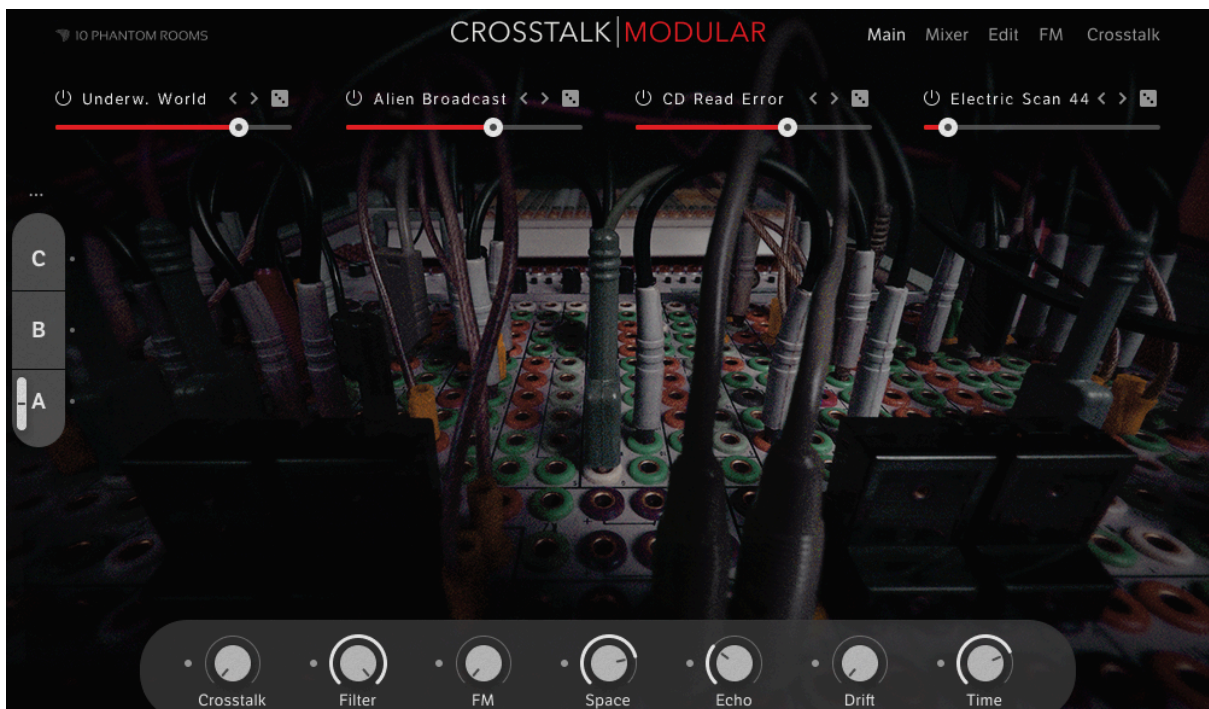 10 PHANTOM ROOMS
CROSSTALK|MODULAR
Main Mixer Edit FM Crosstalk
Underw. World < >
Alien Broadcast < >
CD Read Error < >
Electric Scan 44 < >
...
C
B
A
Crosstalk
Filter
FM
Space
Echo
Drift
Time